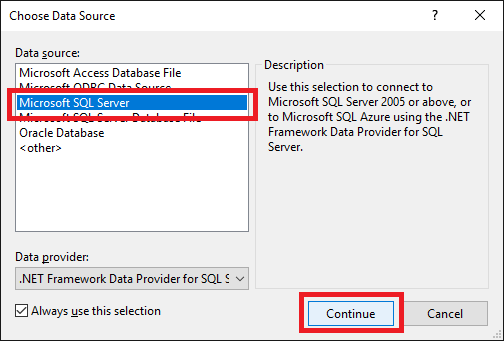 Choose Data Source
Data source:
Microsoft Access Database File
Microsoft ODBC Data Source
Microsoft SQL Server
Microsoft SQL Server Database File
Oracle Database
<other>
Description
Use this selection to connect to
Microsoft SQL Server 2005 or above, or
to Microsoft SQL Azure using the .NET
Framework Data Provider for SQL
Server.
Data provider:
.NET Framework Data Provider for SQL S
Always use this selection
Continue
Cancel